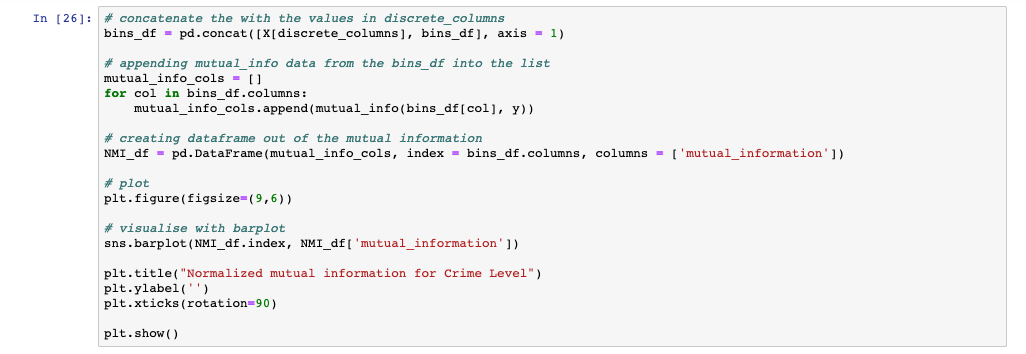 In [26]: # concatenate the with the values in discrete_columns
bins_df = pd.concat([X[discrete_columns], bins_df], axis = 1)
# appending mutual_info data from the bins_df into the list
mutual_info_cols = []
for col in bins_df.columns:
    mutual_info_cols.append(mutual_info(bins_df[col], y))
# creating dataframe out of the mutual information
NMI_df = pd.DataFrame(mutual_info_cols, index = bins_df.columns, columns = ['mutual_information'])
# plot
plt.figure(figsize=(9,6))
# visualise with barplot
sns.barplot(NMI_df.index, NMI_df['mutual_information'])
plt.title("Normalized mutual information for Crime Level")
plt.ylabel('')
plt.xticks(rotation=90)
plt.show()